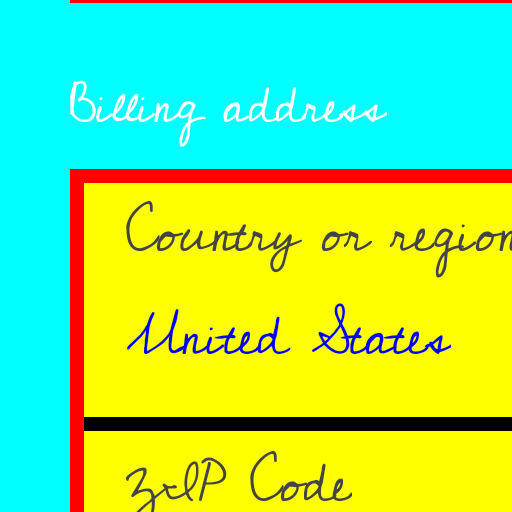 Billing address
Country or region
United States
ZIP Code